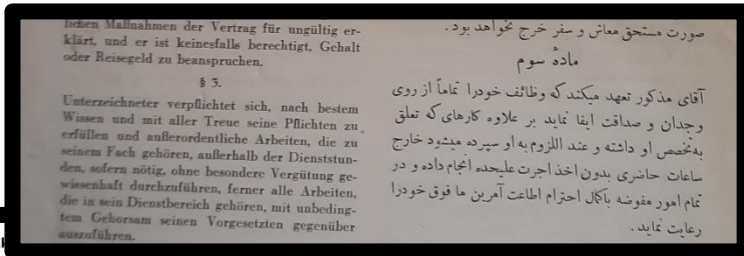 lichen Maßnahmen der Vertrag für ungültig er-
klärt, und er ist keinesfalls berechtigt, Gehalt
oder Reisegeld zu beanspruchen.
§ 3.
Unterzeichneter verpflichtet sich, nach bestem
Wissen und mit aller Treue seine Pflichten zu
erfüllen und außerordentliche Arbeiten, die zu
seinem Fach gehören, außerhalb der Dienststun-
den, sofern nötig, ohne besondere Vergütung ge-
wissenhaft durchzuführen, ferner alle Arbeiten,
die in sein Dienstbereich gehören, mit unbeding-
tem Gehorsam seinen Vorgesetzten gegenüber
auszuführen.
صورت مستحق معاش و سفر خرج نخواهد بود .
مادهٔ سوم
آقای مذکور تعهد میکند که وظائف خودرا تماماً از روی
وجدان و صداقت ایفا نماید بر علاوه کارهای که تعلق
به تخصص او داشته و عند اللزوم به او سپرده میشود خارج
ساعات حاضری بدون اخذ اجرت علیحده انجام داده و در
تمام امور مفوضه باکمال احترام اطاعت آمرین ما فوق خودرا
رعایت نماید .